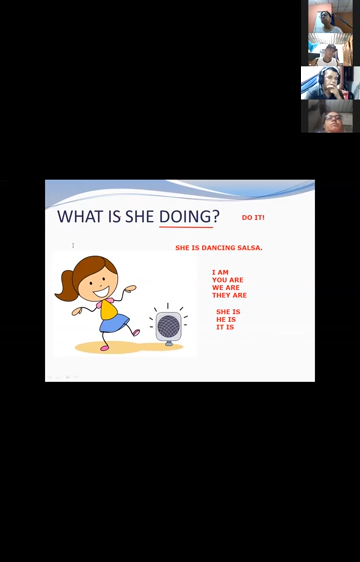 WHAT IS SHE DOING?
DO IT!
SHE IS DANCING SALSA.
I AM
YOU ARE
WE ARE
THEY ARE
SHE IS
HE IS
IT IS